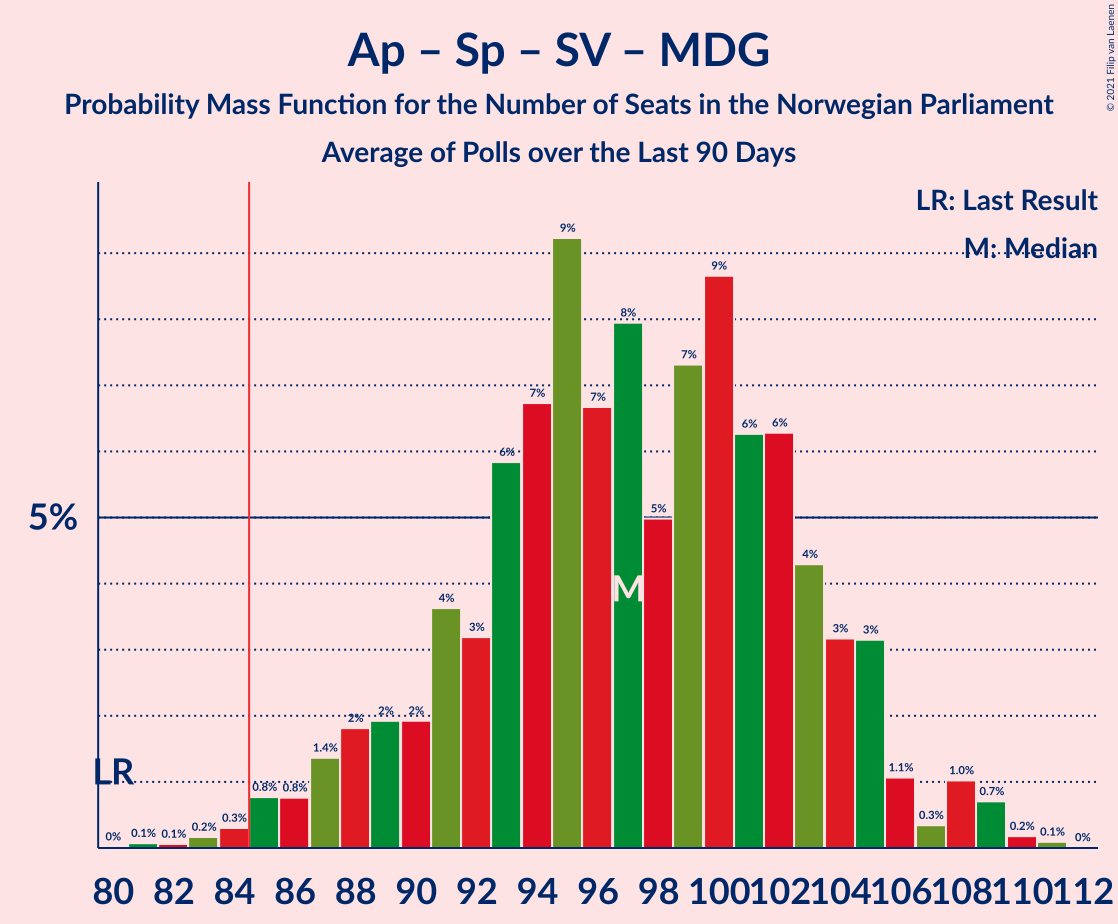 Ap – Sp – SV – MDG
Probability Mass Function for the Number of Seats in the Norwegian Parliament
Average of Polls over the Last 90 Days
© 2021 Filip van Laenen
LR: Last Result
M: Median
5%
LR
M
0% 0.1% 0.1% 0.2% 0.3% 0.8% 0.8% 1.4% 2% 2% 2% 4% 3% 6% 7% 9% 7% 8% 5% 7% 9% 6% 6% 4% 3% 3% 1.1% 0.3% 1.0% 0.7% 0.2% 0.1% 0%
80 82 84 86 88 90 92 94 96 98 100 102 104 106 108 110 112